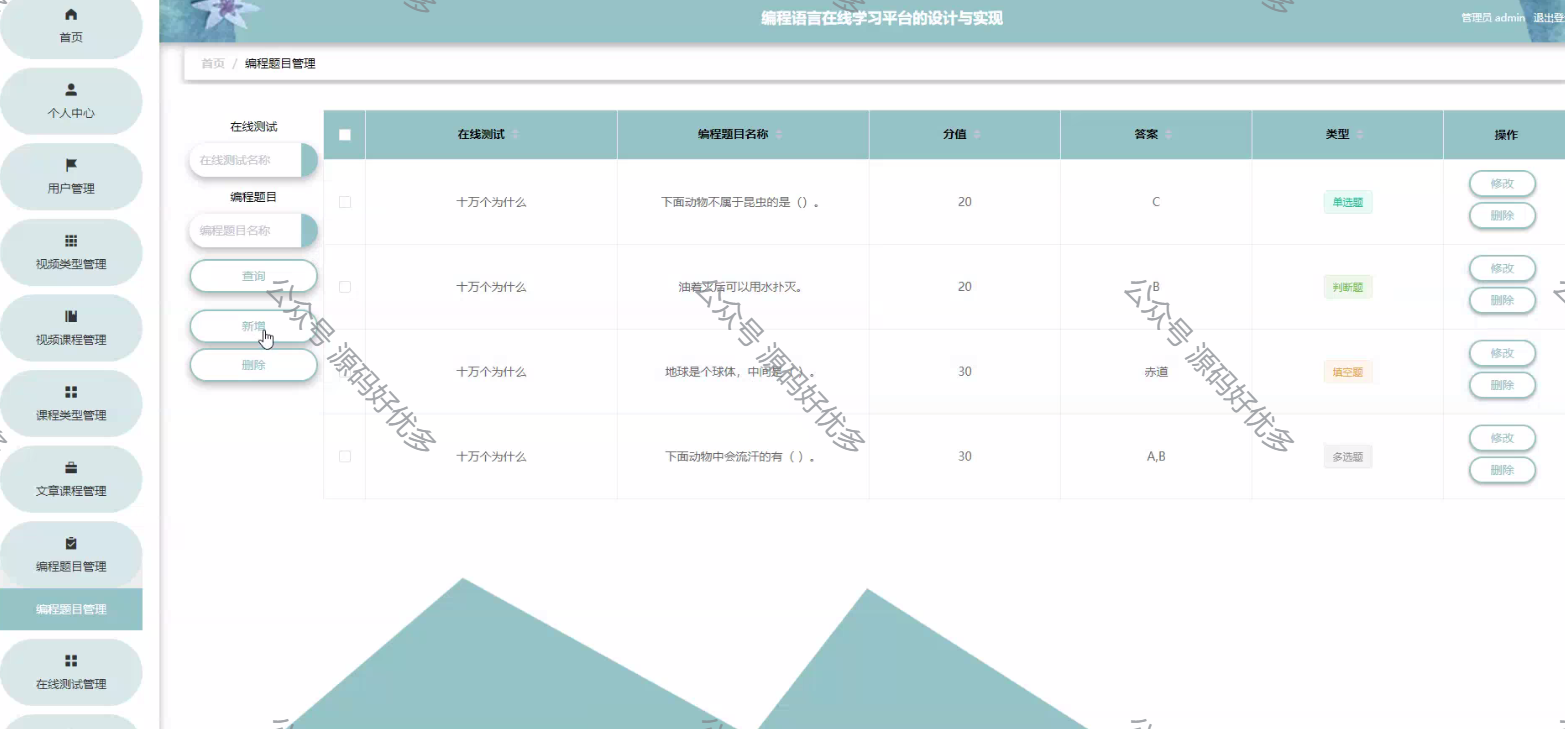 编程语言在线学习平台的设计与实现
管理员 admin 退出登
首页
个人中心
用户管理
视频类型管理
视频课程管理
课程类型管理
文章课程管理
编程题目管理
编程题目管理
在线测试管理
首页 / 编程题目管理
在线测试
在线测试名称
编程题目
编程题目名称
查询
新增
删除
在线测试 编程题目名称 分值 答案 类型 操作
十万个为什么 下面动物不属于昆虫的是（）。 20 C 单选题 修改
删除
十万个为什么 油着火后可以用水扑灭。 20 B 判断题 修改
删除
十万个为什么 地球是个球体，中间是（ ）。 30 赤道 填空题 修改
删除
十万个为什么 下面动物中会流汗的有（ ）。 30 A,B 多选题 修改
删除
公众号 源码好优多
公众号 源码好优多
公众号 源码好优多